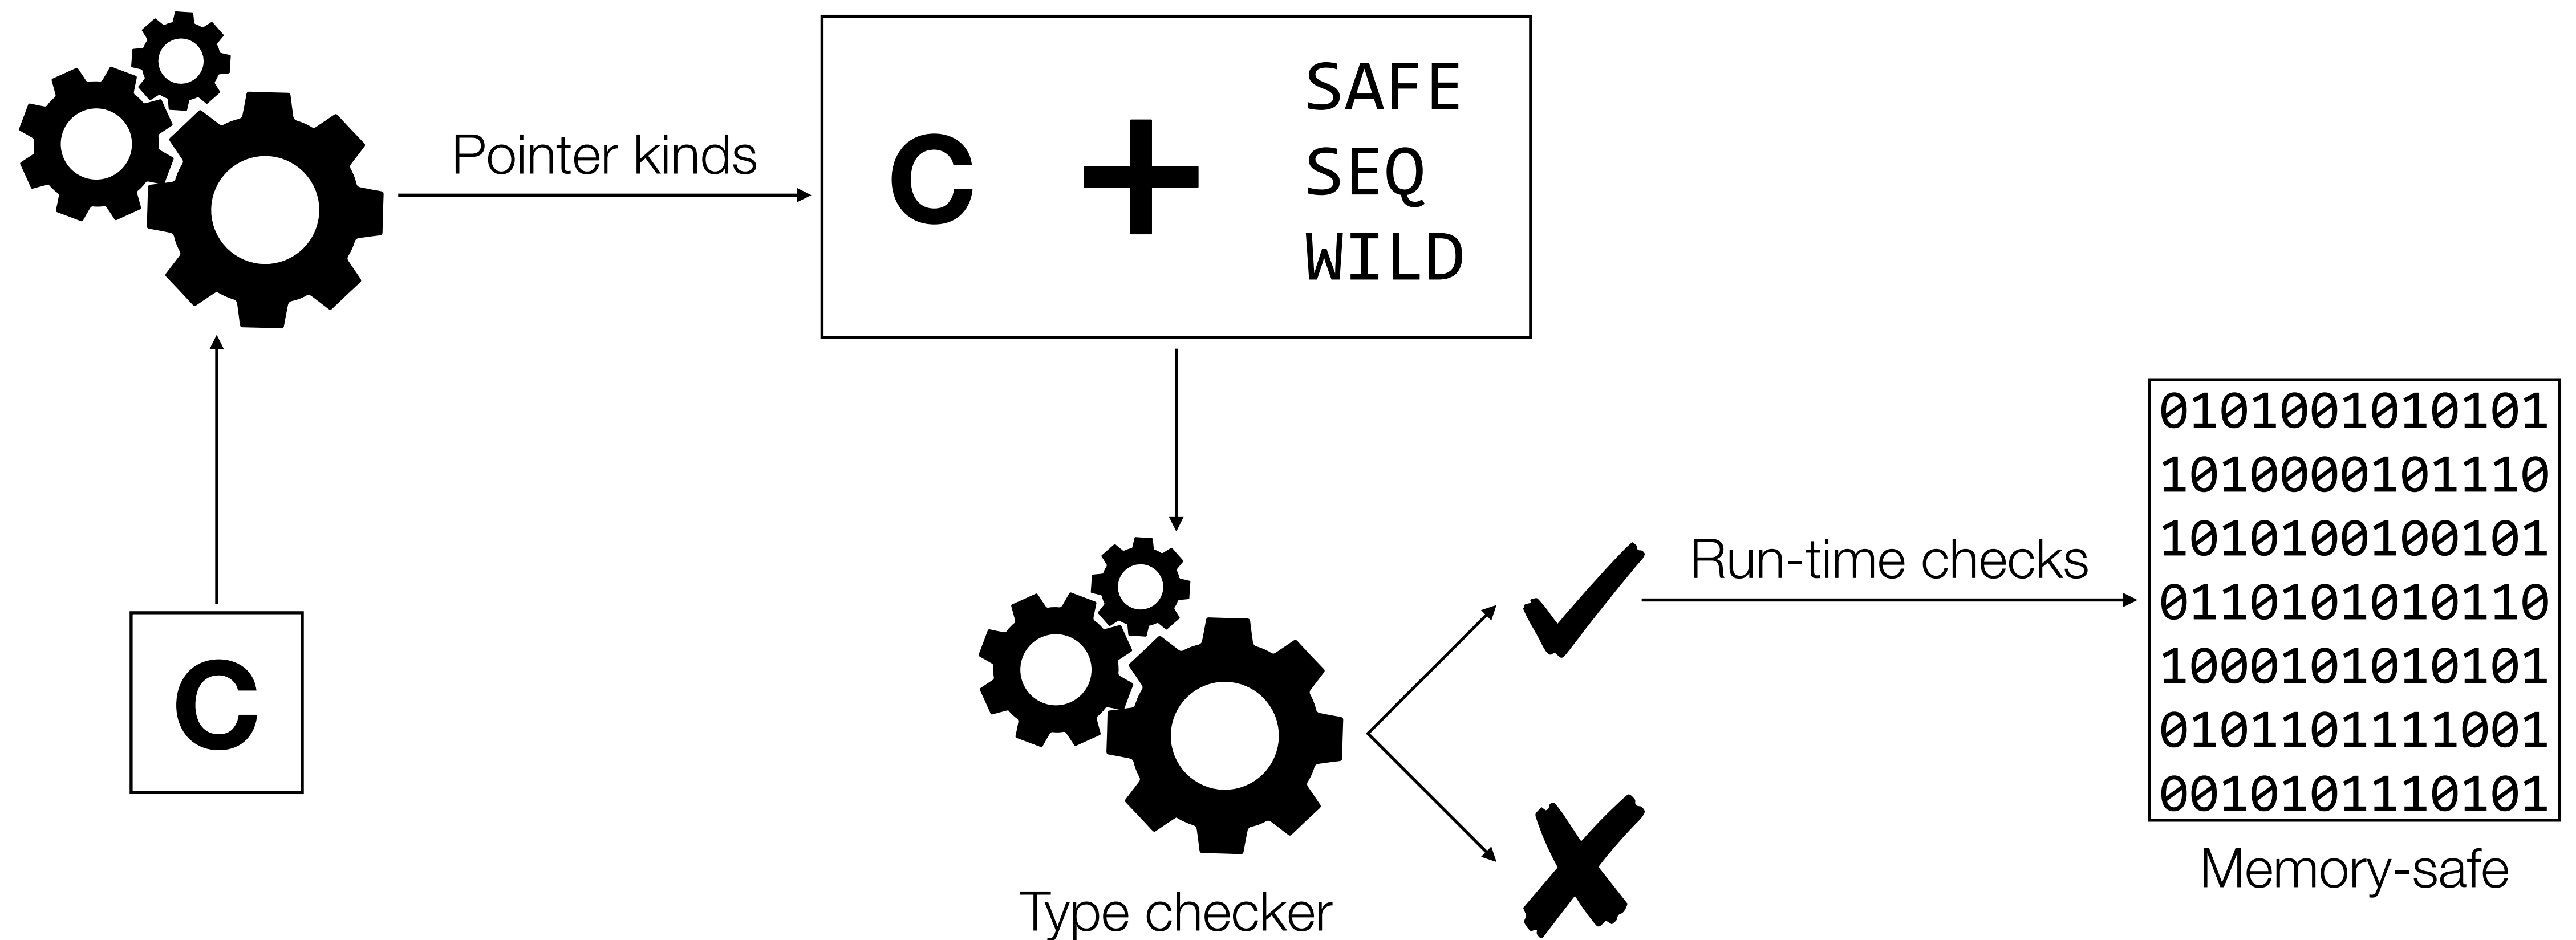 Pointer kinds
C + SAFE
SEQ
WILD
C
Type checker
Run-time checks
0101001010101
1010000101110
1010100100101
0110101010110
1000101010101
0101101111001
0010101110101
Memory-safe